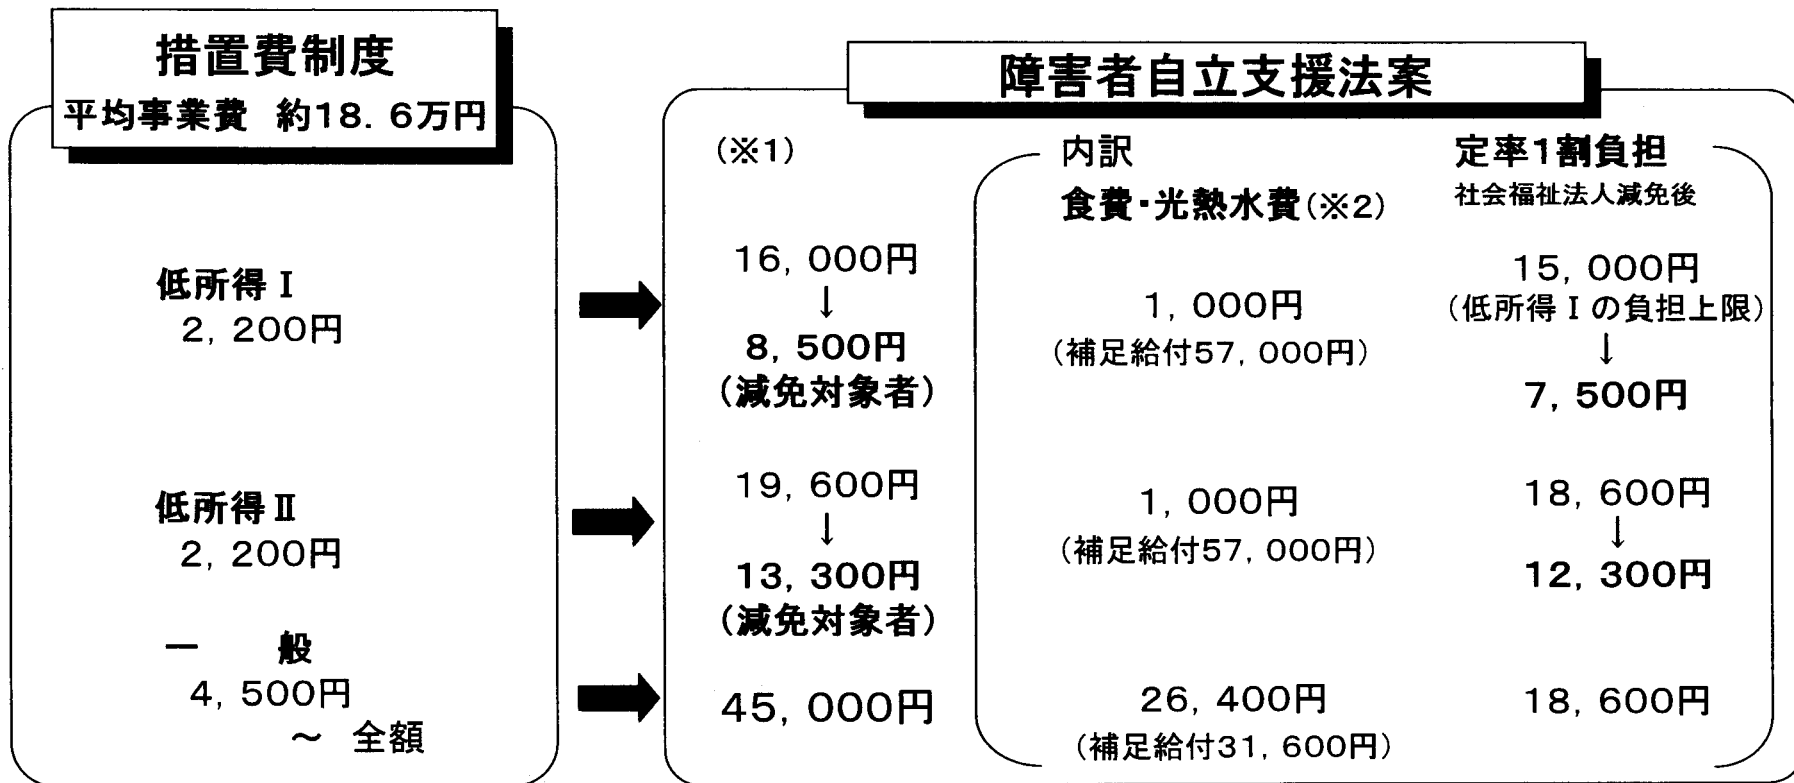 措置費制度
平均事業費 約18.6万円
低所得Ⅰ
2,200円
低所得Ⅱ
2,200円
一 般
4,500円
～ 全額
障害者自立支援法案
(※1)
16,000円
↓
8,500円
(減免対象者)
19,600円
↓
13,300円
(減免対象者)
45,000円
内訳
食費・光熱水費(※2)
1,000円
(補足給付57,000円)
1,000円
(補足給付57,000円)
26,400円
(補足給付31,600円)
定率1割負担
社会福祉法人減免後
15,000円
(低所得Ⅰの負担上限)
↓
7,500円
18,600円
↓
12,300円
18,600円